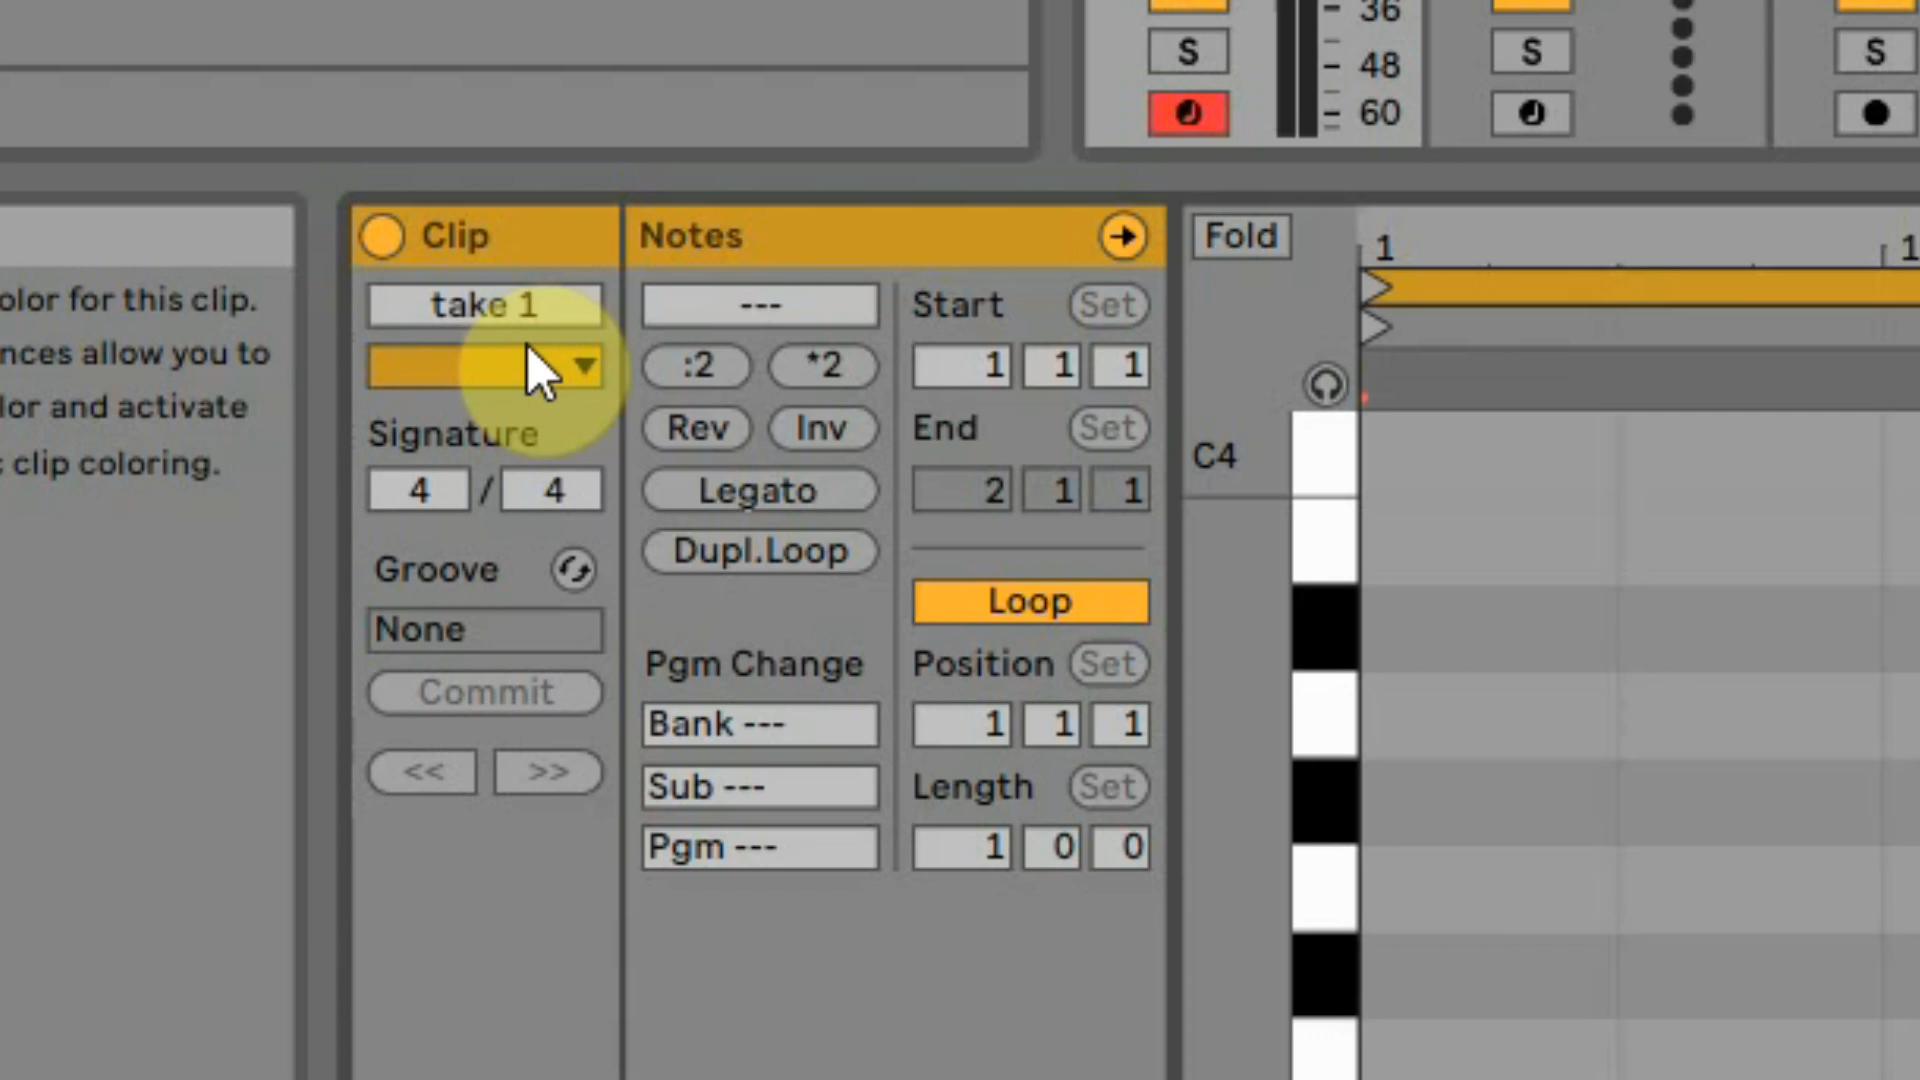 36
S
48
60
S
S
olor for this clip.
nces allow you to
lor and activate
clip coloring.
Clip
take 1
Signature
4 / 4
Groove
None
Commit
<< >>
Notes
---
:2 *2
Rev Inv
Legato
Dupl.Loop
Pgm Change
Bank ---
Sub ---
Pgm ---
Start Set
1 1 1
End Set
2 1 1
Loop
Position Set
1 1 1
Length Set
1 0 0
Fold
1 1
C4